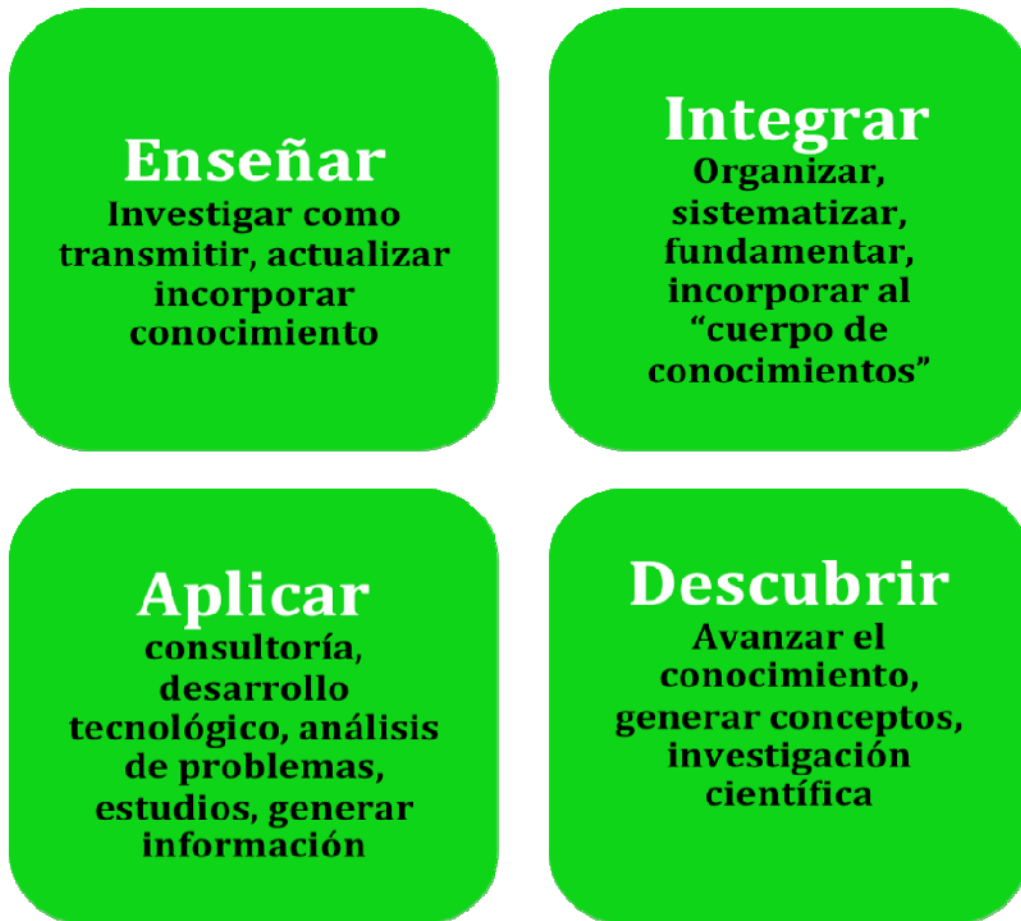 Enseñar
Investigar como
transmitir, actualizar
incorporar
conocimiento
Integrar
Organizar,
sistematizar,
fundamentar,
incorporar al
“cuerpo de
conocimientos”
Aplicar
consultoría,
desarrollo
tecnológico, análisis
de problemas,
estudios, generar
información
Descubrir
Avanzar el
conocimiento,
generar conceptos,
investigación
científica